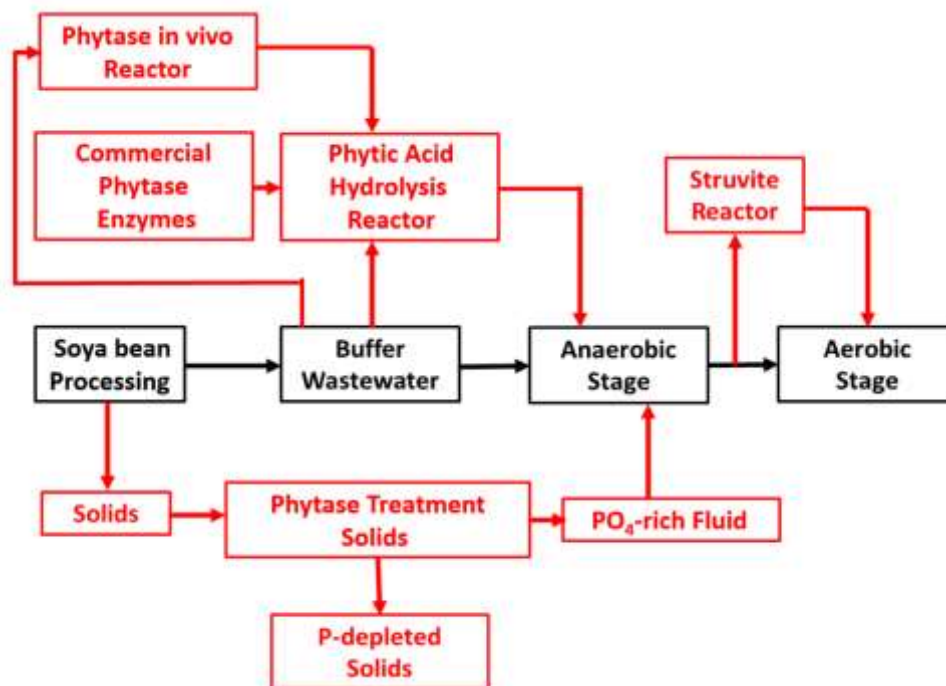 Phytase in vivo
Reactor
Commercial
Phytase
Enzymes
Phytic Acid
Hydrolysis
Reactor
Struvite
Reactor
Soya bean
Processing
Buffer
Wastewater
Anaerobic
Stage
Aerobic
Stage
Solids
Phytase Treatment
Solids
PO₄-rich Fluid
P-depleted
Solids